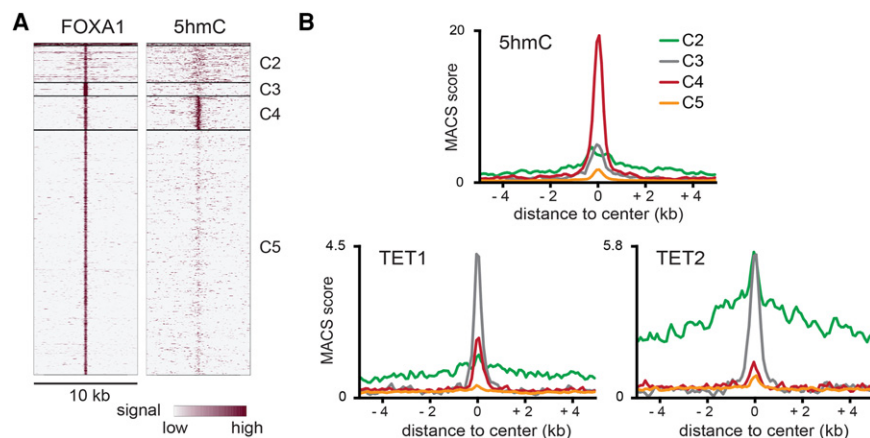 A
FOXA1 5hmC
C2
C3
C4
C5
10 kb
signal
low high
B
20
5hmC
C2
C3
C4
C5
MACS score
0
- 4 - 2 0 + 2 + 4
distance to center (kb)
4.5
TET1
MACS score
0
- 4 - 2 0 + 2 + 4
distance to center (kb)
5.8
TET2
0
- 4 - 2 0 + 2 + 4
distance to center (kb)